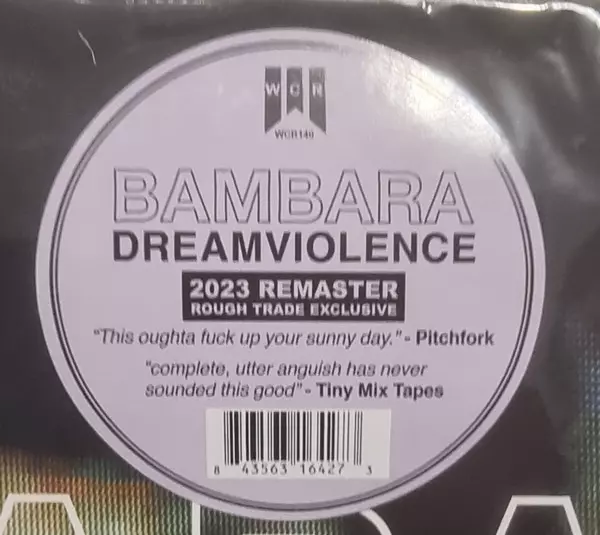 W C R
WCR140
BAMBARA
DREAMVIOLENCE
2023 REMASTER
ROUGH TRADE EXCLUSIVE
"This oughta fuck up your sunny day." - Pitchfork
"complete, utter anguish has never
sounded this good" - Tiny Mix Tapes
8 43563 16427 3